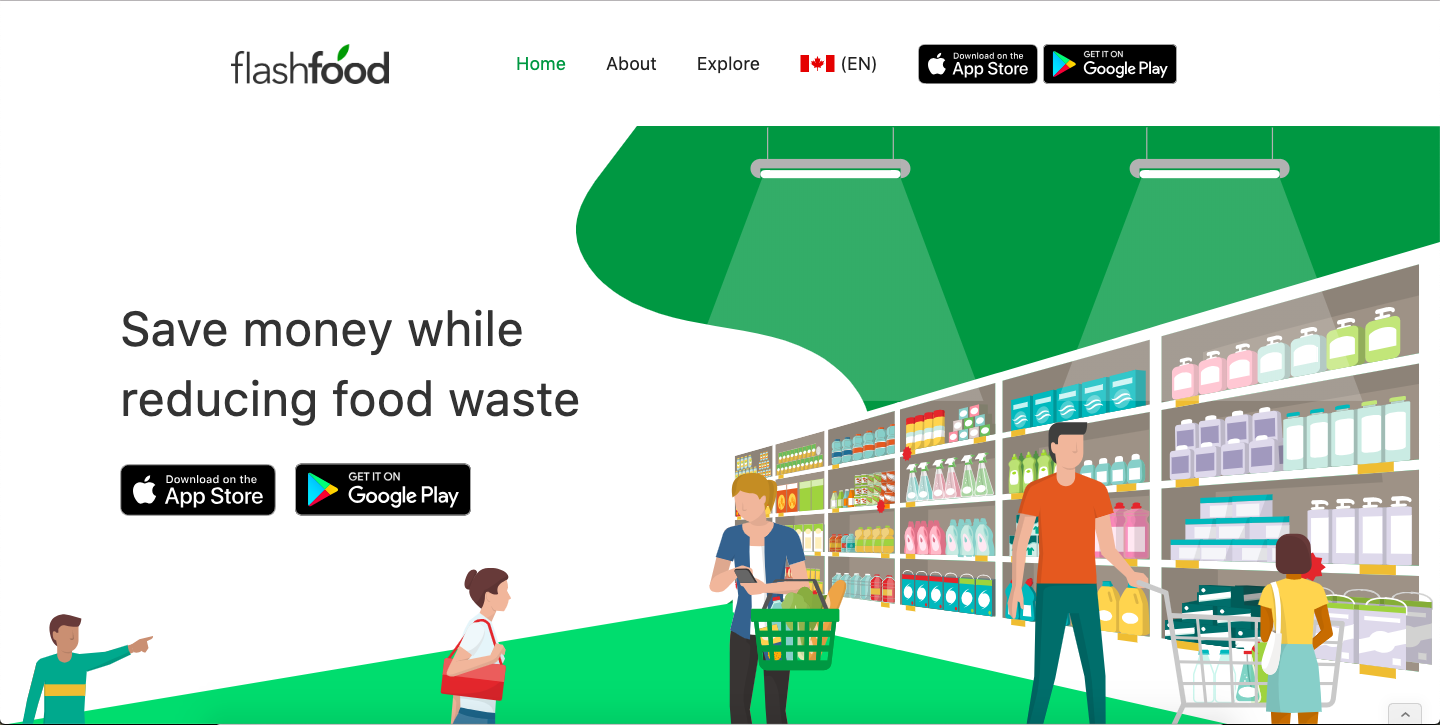 flashfood
Home
About
Explore
(EN)
Download on the
App Store
GET IT ON
Google Play
Save money while
reducing food waste
Download on the
App Store
GET IT ON
Google Play